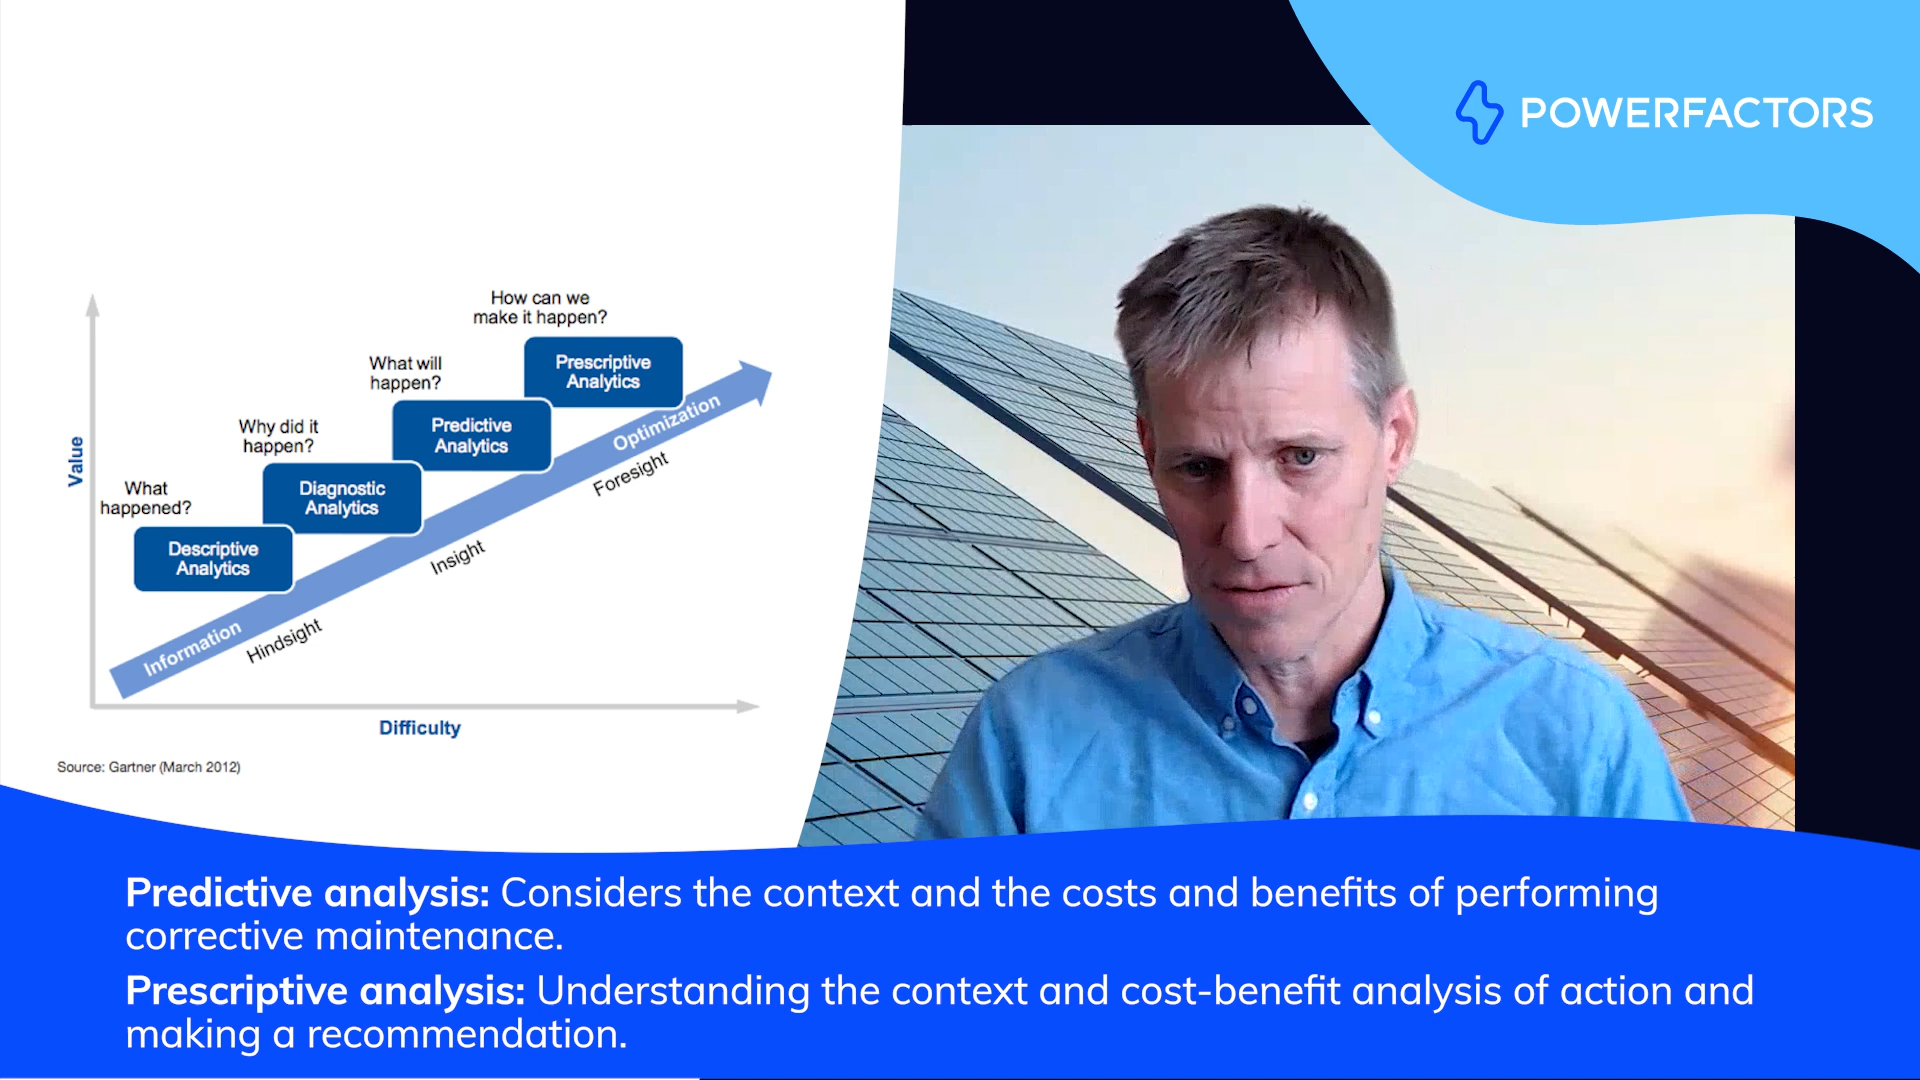 POWERFACTORS
How can we
make it happen?
What will
happen?
Why did it
happen?
What
happened?
Prescriptive
Analytics
Predictive
Analytics
Diagnostic
Analytics
Descriptive
Analytics
Value
Information
Hindsight
Insight
Optimization
Foresight
Difficulty
Source: Gartner (March 2012)
Predictive analysis: Considers the context and the costs and benefits of performing
corrective maintenance.
Prescriptive analysis: Understanding the context and cost-benefit analysis of action and
making a recommendation.